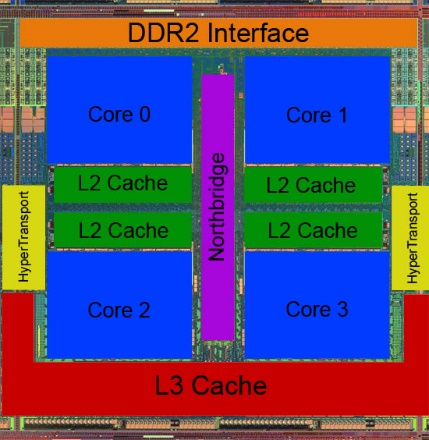 DDR2 Interface
Core 0
Core 1
L2 Cache
L2 Cache
Northbridge
HyperTransport
HyperTransport
L2 Cache
L2 Cache
Core 2
Core 3
L3 Cache